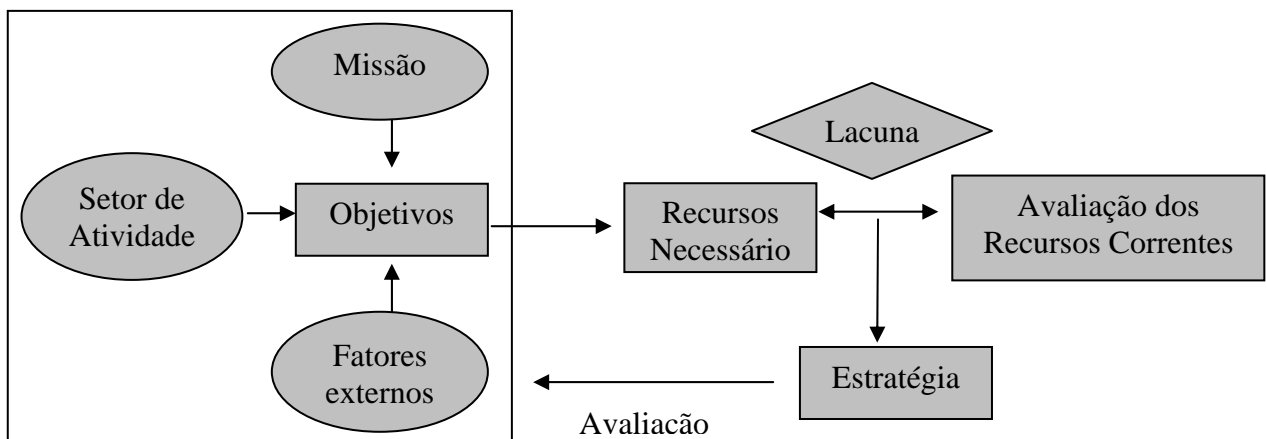 Missão
Setor de
Atividade
Objetivos
Fatores
externos
Recursos
Necessário
Lacuna
Avaliação dos
Recursos Correntes
Estratégia
Avaliacão